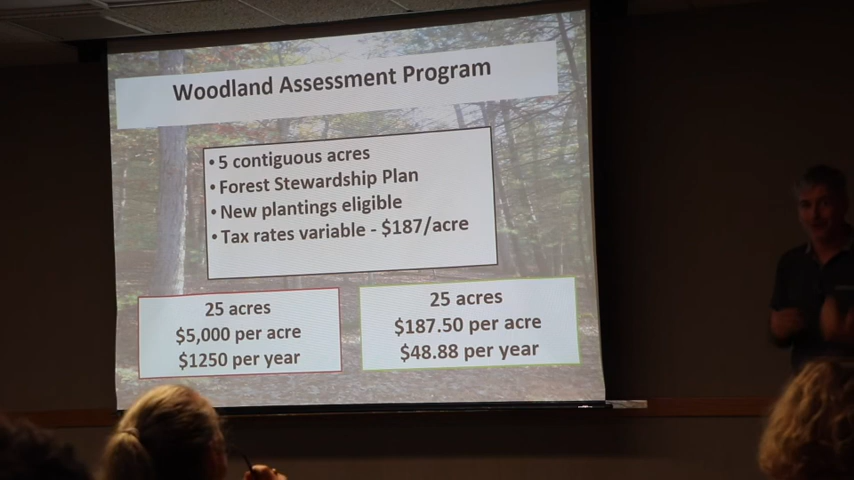 Woodland Assessment Program
• 5 contiguous acres
• Forest Stewardship Plan
• New plantings eligible
• Tax rates variable - $187/acre
25 acres
$5,000 per acre
$1250 per year
25 acres
$187.50 per acre
$48.88 per year